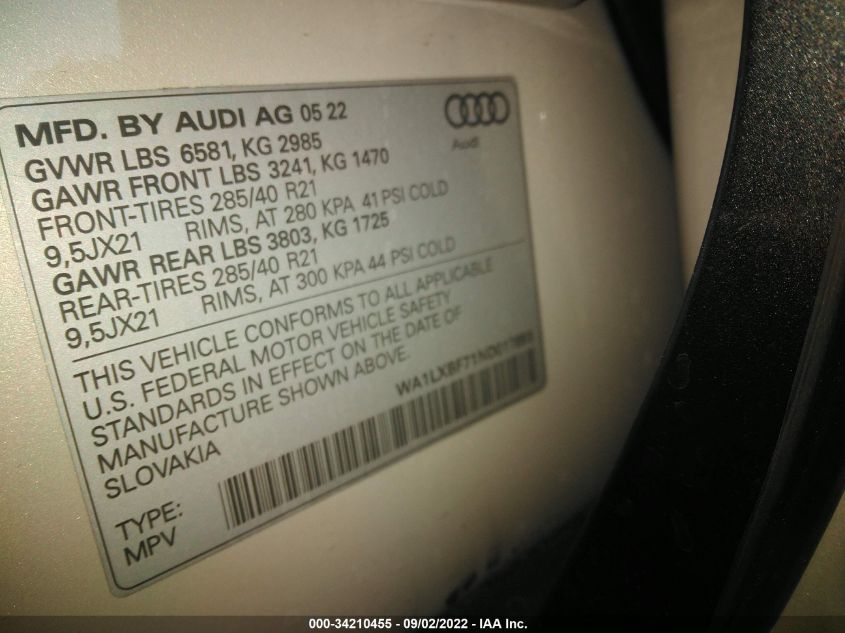 MFD. BY AUDI AG 05 22
GVWR LBS 6581, KG 2985
Audi
GAWR FRONT LBS 3241, KG 1470
FRONT-TIRES 285/40 R21
9,5JX21 RIMS, AT 280 KPA 41 PSI COLD
GAWR REAR LBS 3803, KG 1725
REAR-TIRES 285/40 R21
9,5JX21 RIMS, AT 300 KPA 44 PSI COLD
THIS VEHICLE CONFORMS TO ALL APPLICABLE
U.S. FEDERAL MOTOR VEHICLE SAFETY
STANDARDS IN EFFECT ON THE DATE OF
MANUFACTURE SHOWN ABOVE.
SLOVAKIA
TYPE:
MPV
000-34210455 - 09/02/2022 - IAA Inc.